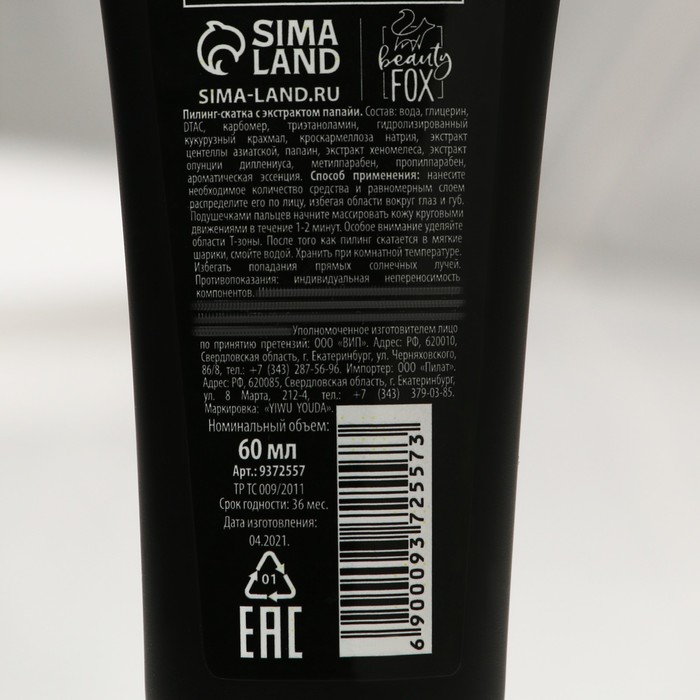 SIMA
LAND
beauty
FOX
SIMA-LAND.RU
Пилинг-скатка с экстрактом папайи. Состав: вода, глицерин,
DTAC, карбомер, триэтаноламин, гидролизированный
кукурузный крахмал, кроскармеллоза натрия, экстракт
центеллы азиатской, папаин, экстракт хеномелеса, экстракт
опунции диллениуса, метилпарабен, пропилпарабен,
ароматическая эссенция. Способ применения: нанесите
необходимое количество средства и равномерным слоем
распределите его по лицу, избегая области вокруг глаз и губ.
Подушечками пальцев начните массировать кожу круговыми
движениями в течение 1-2 минут. Особое внимание уделяйте
области Т-зоны. После того как пилинг скатается в мягкие
шарики, смойте водой. Хранить при комнатной температуре.
Избегать попадания прямых солнечных лучей.
Противопоказания: индивидуальная непереносимость
компонентов.
Уполномоченное изготовителем лицо
по принятию претензий: ООО «ВИП». Адрес: РФ, 620010,
Свердловская область, г. Екатеринбург, ул. Черняховского,
86/8, тел.: +7 (343) 287-56-96. Импортер: ООО «Пилат».
Адрес: РФ, 620085, Свердловская область, г. Екатеринбург,
ул. 8 Марта, 212-4, тел.: +7 (343) 379-03-85.
Маркировка: «YIWU YOUDA».
Номинальный объем:
60 мл
Арт.: 9372557
ТР ТС 009/2011
Срок годности: 36 мес.
Дата изготовления:
04.2021.
01
EAC
6900093725573